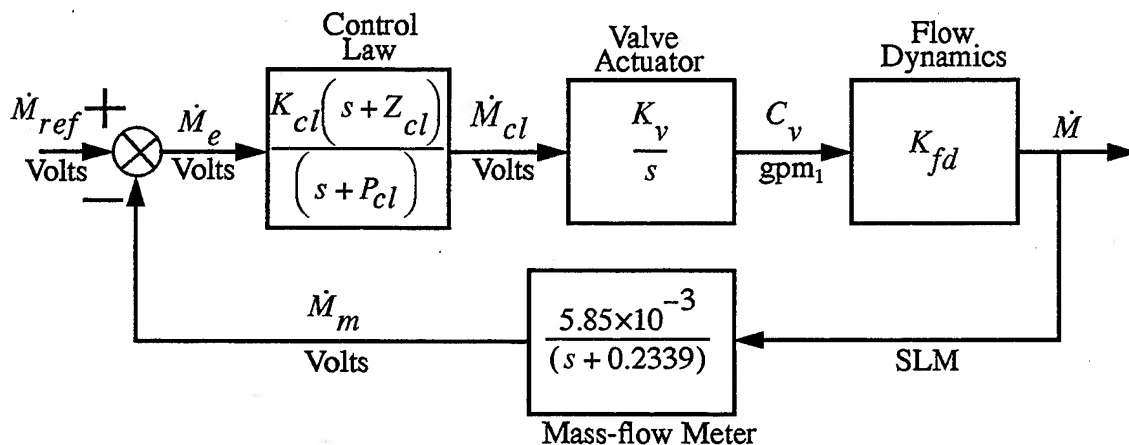 Control
Law
Valve
Actuator
Flow
Dynamics
Ṁref +
Volts
−
Ṁe
Volts
Kcl(s + Zcl)
(s + Pcl)
Ṁcl
Volts
Kv
s
Cv
gpm₁
Kfd
Ṁ
Ṁm
Volts
5.85×10⁻³
(s + 0.2339)
SLM
Mass-flow Meter